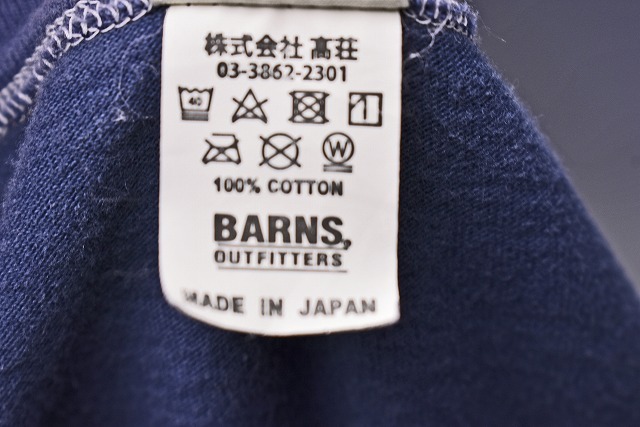 株式会社 高荘
03-3862-2301
40
W
100% COTTON
BARNS,
OUTFITTERS
MADE IN JAPAN